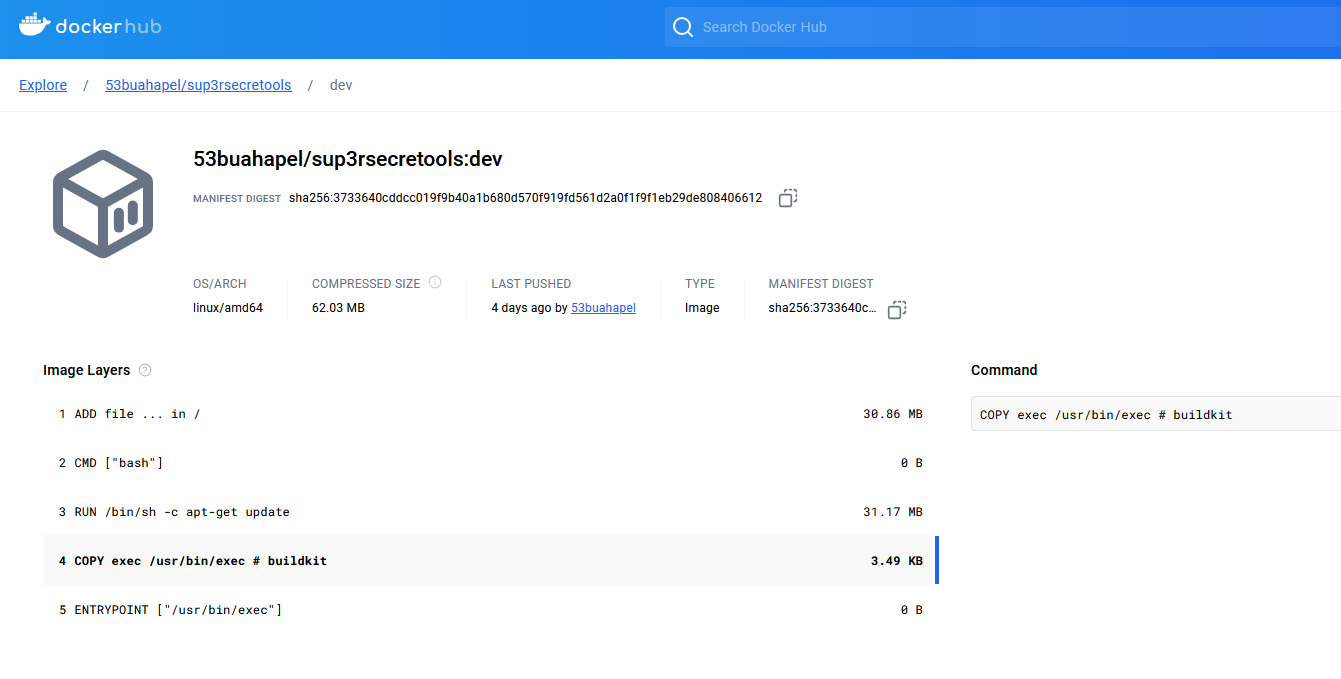 dockerhub
Search Docker Hub
Explore / 53buahapel/sup3rsecretools / dev
53buahapel/sup3rsecretools:dev
MANIFEST DIGEST sha256:3733640cddcc019f9b40a1b680d570f919fd561d2a0f1f9f1eb29de808406612
OS/ARCH COMPRESSED SIZE LAST PUSHED TYPE MANIFEST DIGEST
linux/amd64 62.03 MB 4 days ago by 53buahapel Image sha256:3733640c...
Image Layers ?
Command
1 ADD file ... in / 30.86 MB
COPY exec /usr/bin/exec # buildkit
2 CMD ["bash"] 0 B
3 RUN /bin/sh -c apt-get update 31.17 MB
4 COPY exec /usr/bin/exec # buildkit 3.49 KB
5 ENTRYPOINT ["/usr/bin/exec"] 0 B